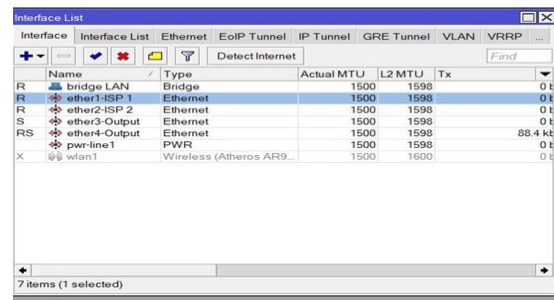 Interface List
Interface Interface List Ethernet EoIP Tunnel IP Tunnel GRE Tunnel VLAN VRRP ...
Detect Internet Find
Name Type Actual MTU L2 MTU Tx
R bridge LAN Bridge 1500 1598 0 b
R ether1-ISP 1 Ethernet 1500 1598 0 b
R ether2-ISP 2 Ethernet 1500 1598 0 b
S ether3-Output Ethernet 1500 1598 0 b
RS ether4-Output Ethernet 1500 1598 88.4 kb
pwr-line1 PWR 1500 1598 0 b
X wlan1 Wireless (Atheros AR9... 1500 1600 0 b
7 items (1 selected)